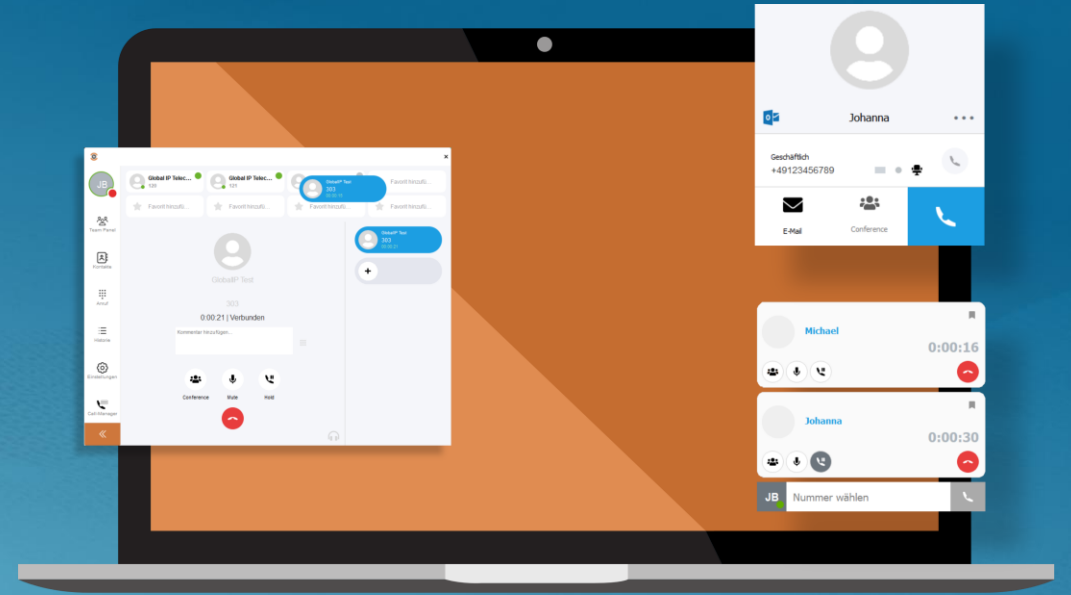 JB
Global IP Telec...
120
Global IP Telec...
121
GlobalIP Test
303
Favorit hinzufü...
Favorit hinzufü...
Favorit hinzufü...
Favorit hinzufü...
Favorit hinzufü...
Team Panel
Kontakte
Anruf
Historie
Einstellungen
Call-Manager
GlobalIP Test
303
0:00:21 | Verbunden
Kommentar hinzufügen...
Conference
Mute
Hold
GlobalIP Test
303
Johanna
Geschäftlich
+49123456789
E-Mail
Conference
Michael
0:00:16
Johanna
0:00:30
JB
Nummer wählen